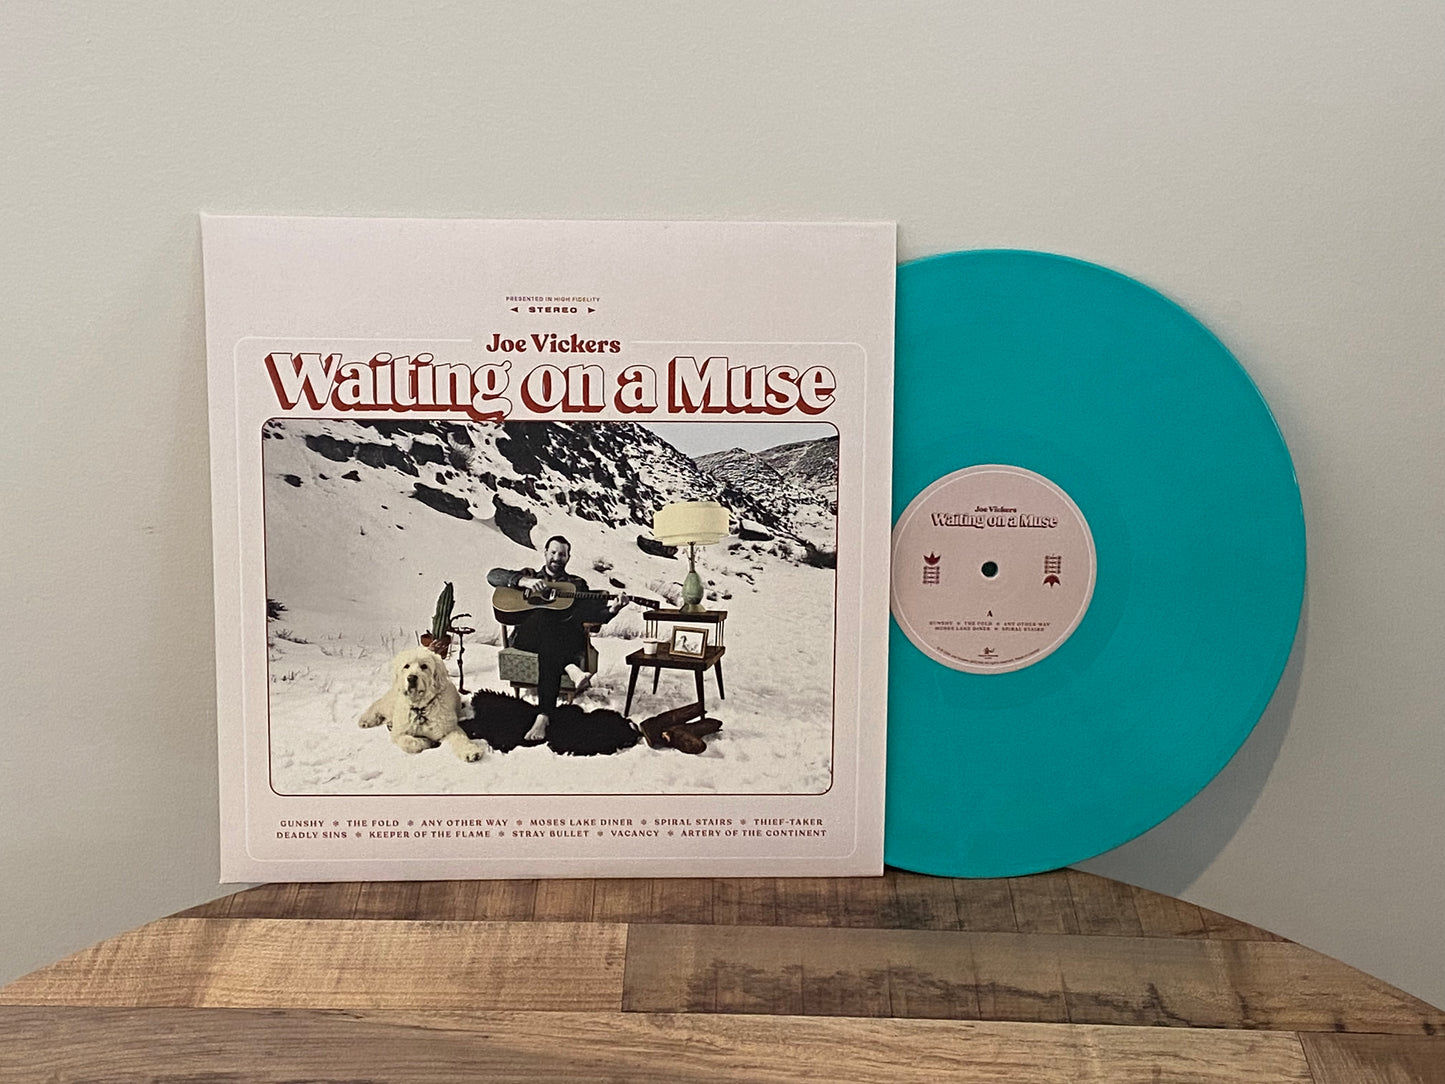 PRESENTED IN HIGH FIDELITY
◄ STEREO ►
Joe Vickers
Waiting on a Muse
GUNSHY ✻ THE FOLD ✻ ANY OTHER WAY ✻ MOSES LAKE DINER ✻ SPIRAL STAIRS ✻ THIEF-TAKER
DEADLY SINS ✻ KEEPER OF THE FLAME ✻ STRAY BULLET ✻ VACANCY ✻ ARTERY OF THE CONTINENT
Joe Vickers
Waiting on a Muse
A
GUNSHY ✻ THE FOLD ✻ ANY OTHER WAY
MOSES LAKE DINER ✻ SPIRAL STAIRS